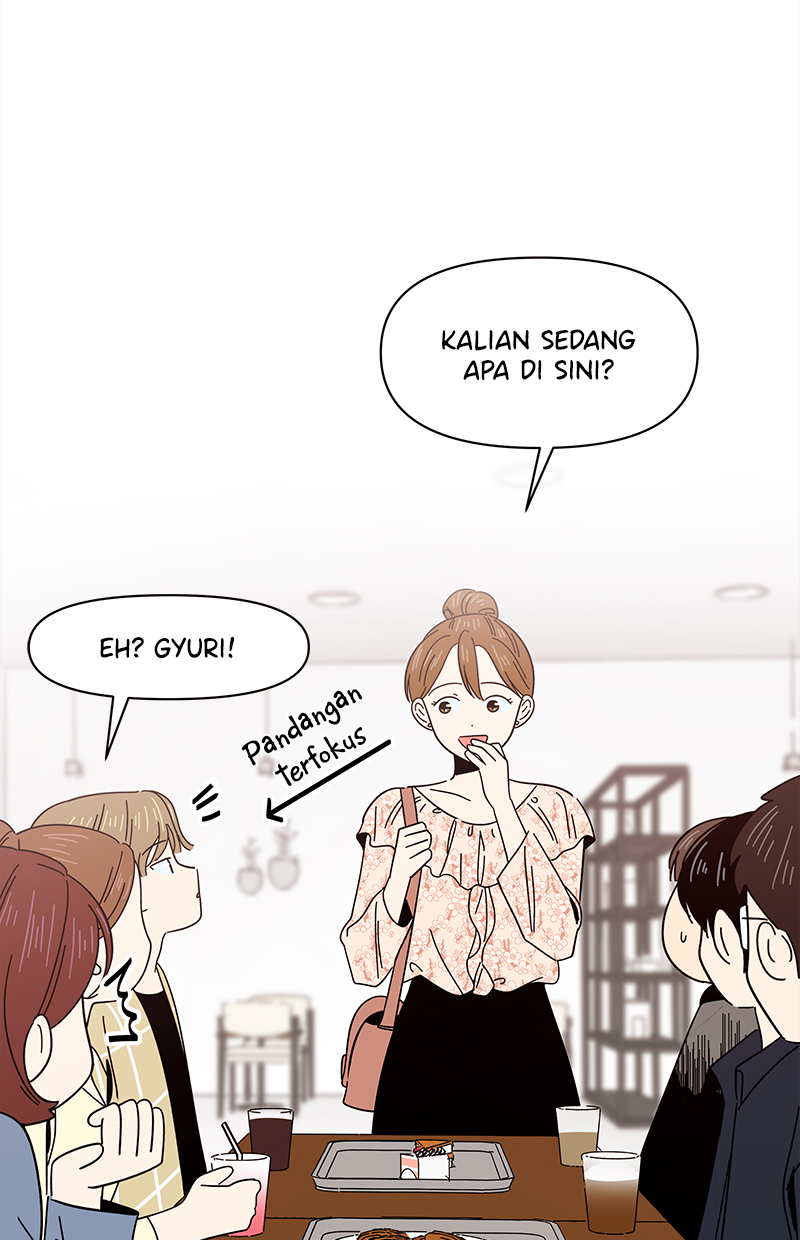 KALIAN SEDANG
APA DI SINI?
EH? GYURI!
Pandangan
terfokus